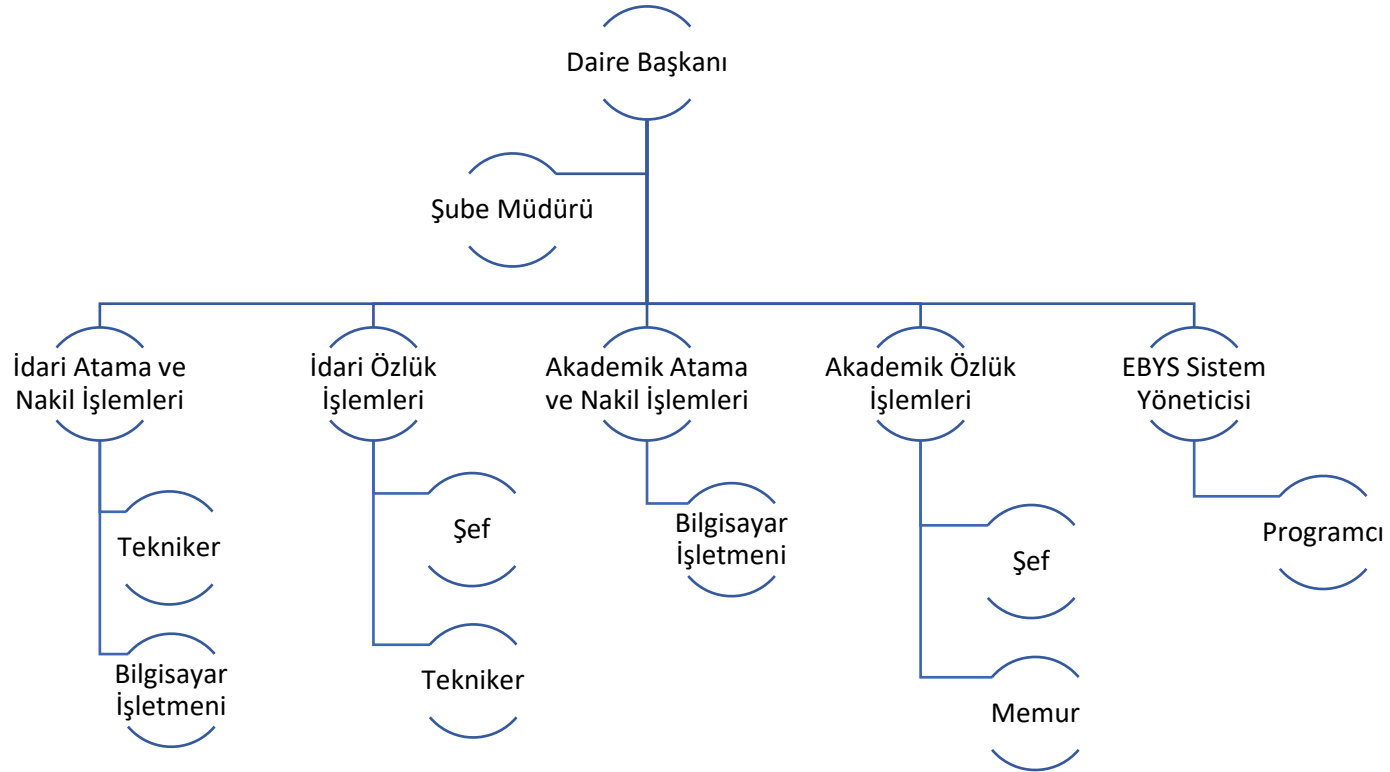 Daire Başkanı
Şube Müdürü
İdari Atama ve
Nakil İşlemleri
İdari Özlük
İşlemleri
Akademik Atama
ve Nakil İşlemleri
Akademik Özlük
İşlemleri
EBYS Sistem
Yöneticisi
Tekniker
Bilgisayar
İşletmeni
Şef
Tekniker
Bilgisayar
İşletmeni
Şef
Memur
Programcı